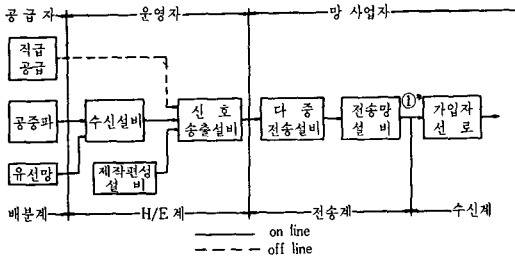 공급자 운영자 망 사업자
직급
공급
공중파
유선망
수신설비
제작편성
설비
신호
송출설비
다중
전송설비
전송망
설비
①
가입자
선로
배분계 H/E 계 전송계 수신계
on line
off line